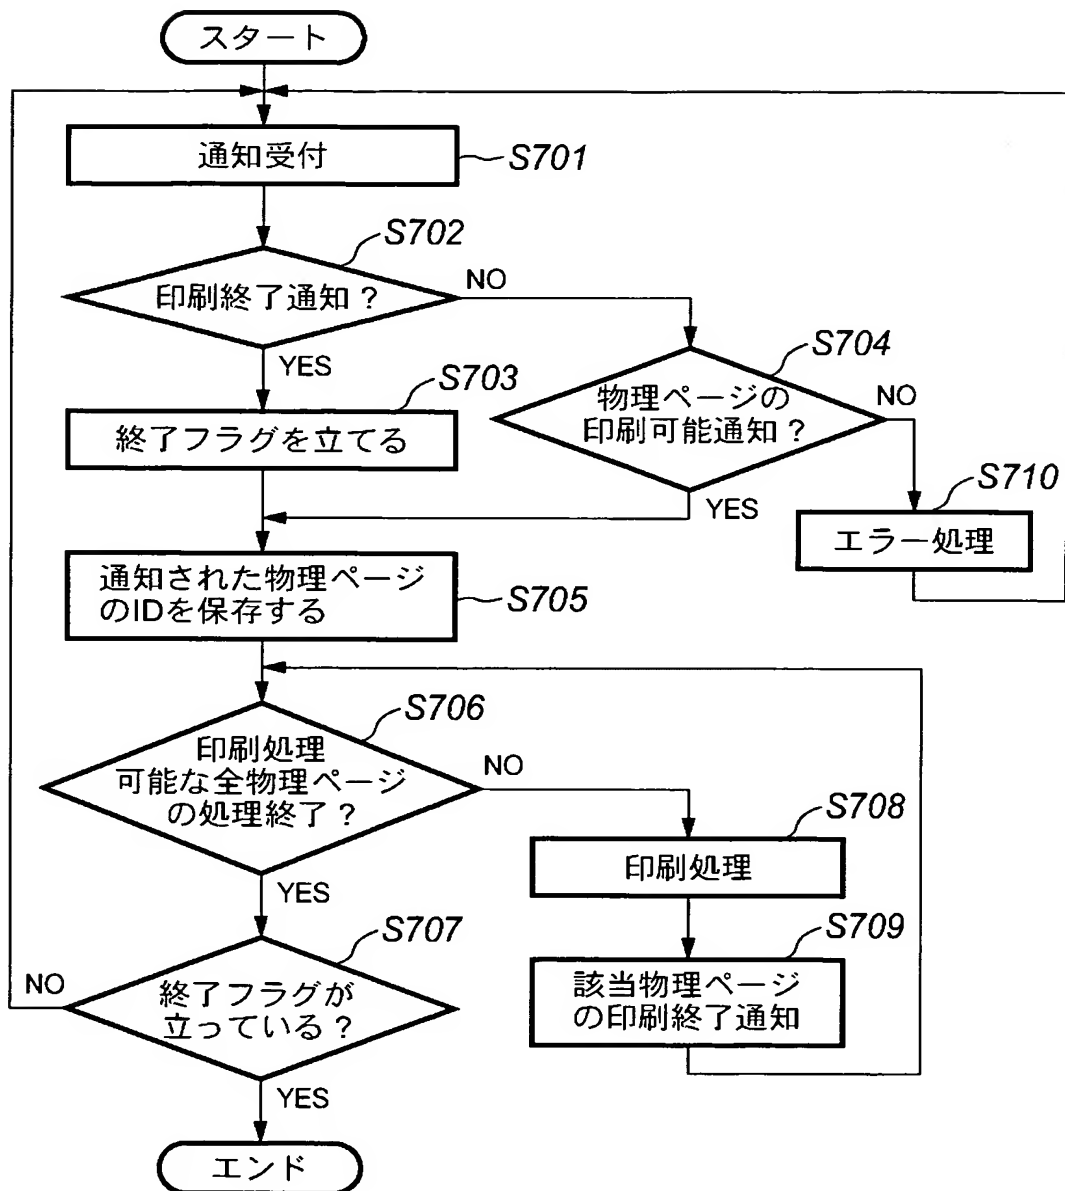 スタート
通知受付
S701
S702
印刷終了通知？
NO
YES
S703
終了フラグを立てる
S704
物理ページの
印刷可能通知？
NO
YES
S710
エラー処理
通知された物理ページ
のIDを保存する
S705
S706
印刷処理
可能な全物理ページ
の処理終了？
NO
YES
S708
印刷処理
S709
該当物理ページ
の印刷終了通知
S707
終了フラグが
立っている？
NO
YES
エンド